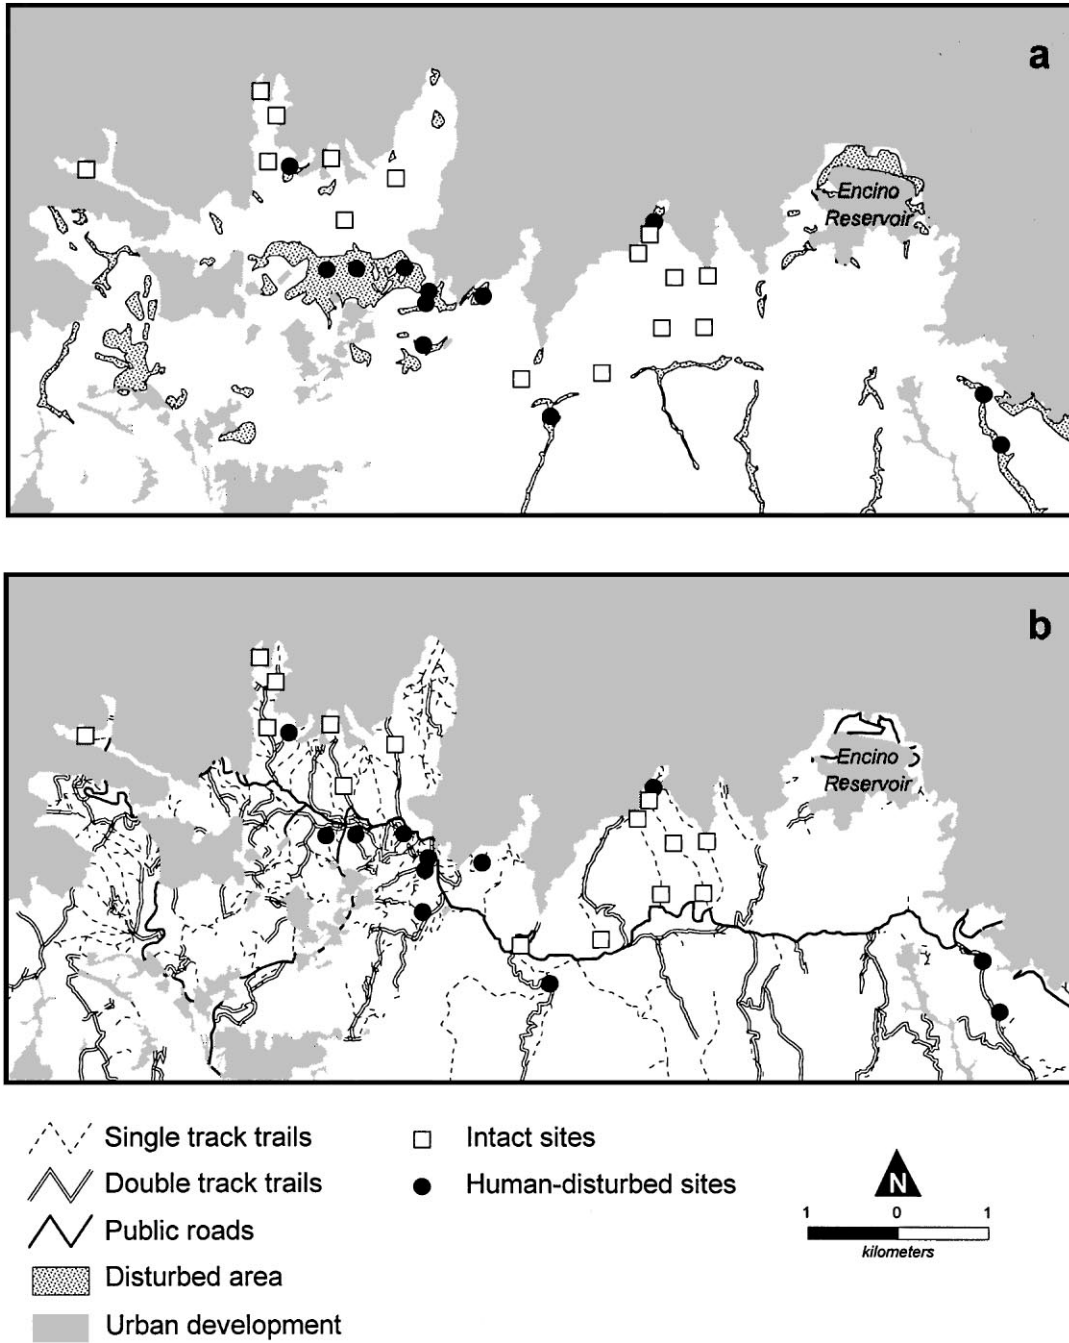 a
Encino
Reservoir
b
Encino
Reservoir
Single track trails
Double track trails
Public roads
Disturbed area
Urban development
Intact sites
Human-disturbed sites
N
1 0 1
kilometers